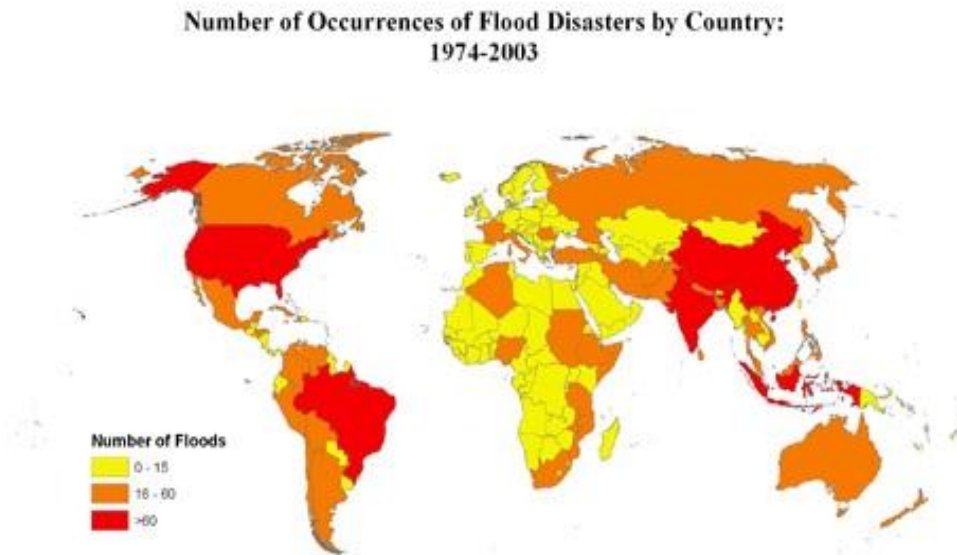 Number of Occurrences of Flood Disasters by Country:
1974-2003
Number of Floods
0 - 15
16 - 60
>60